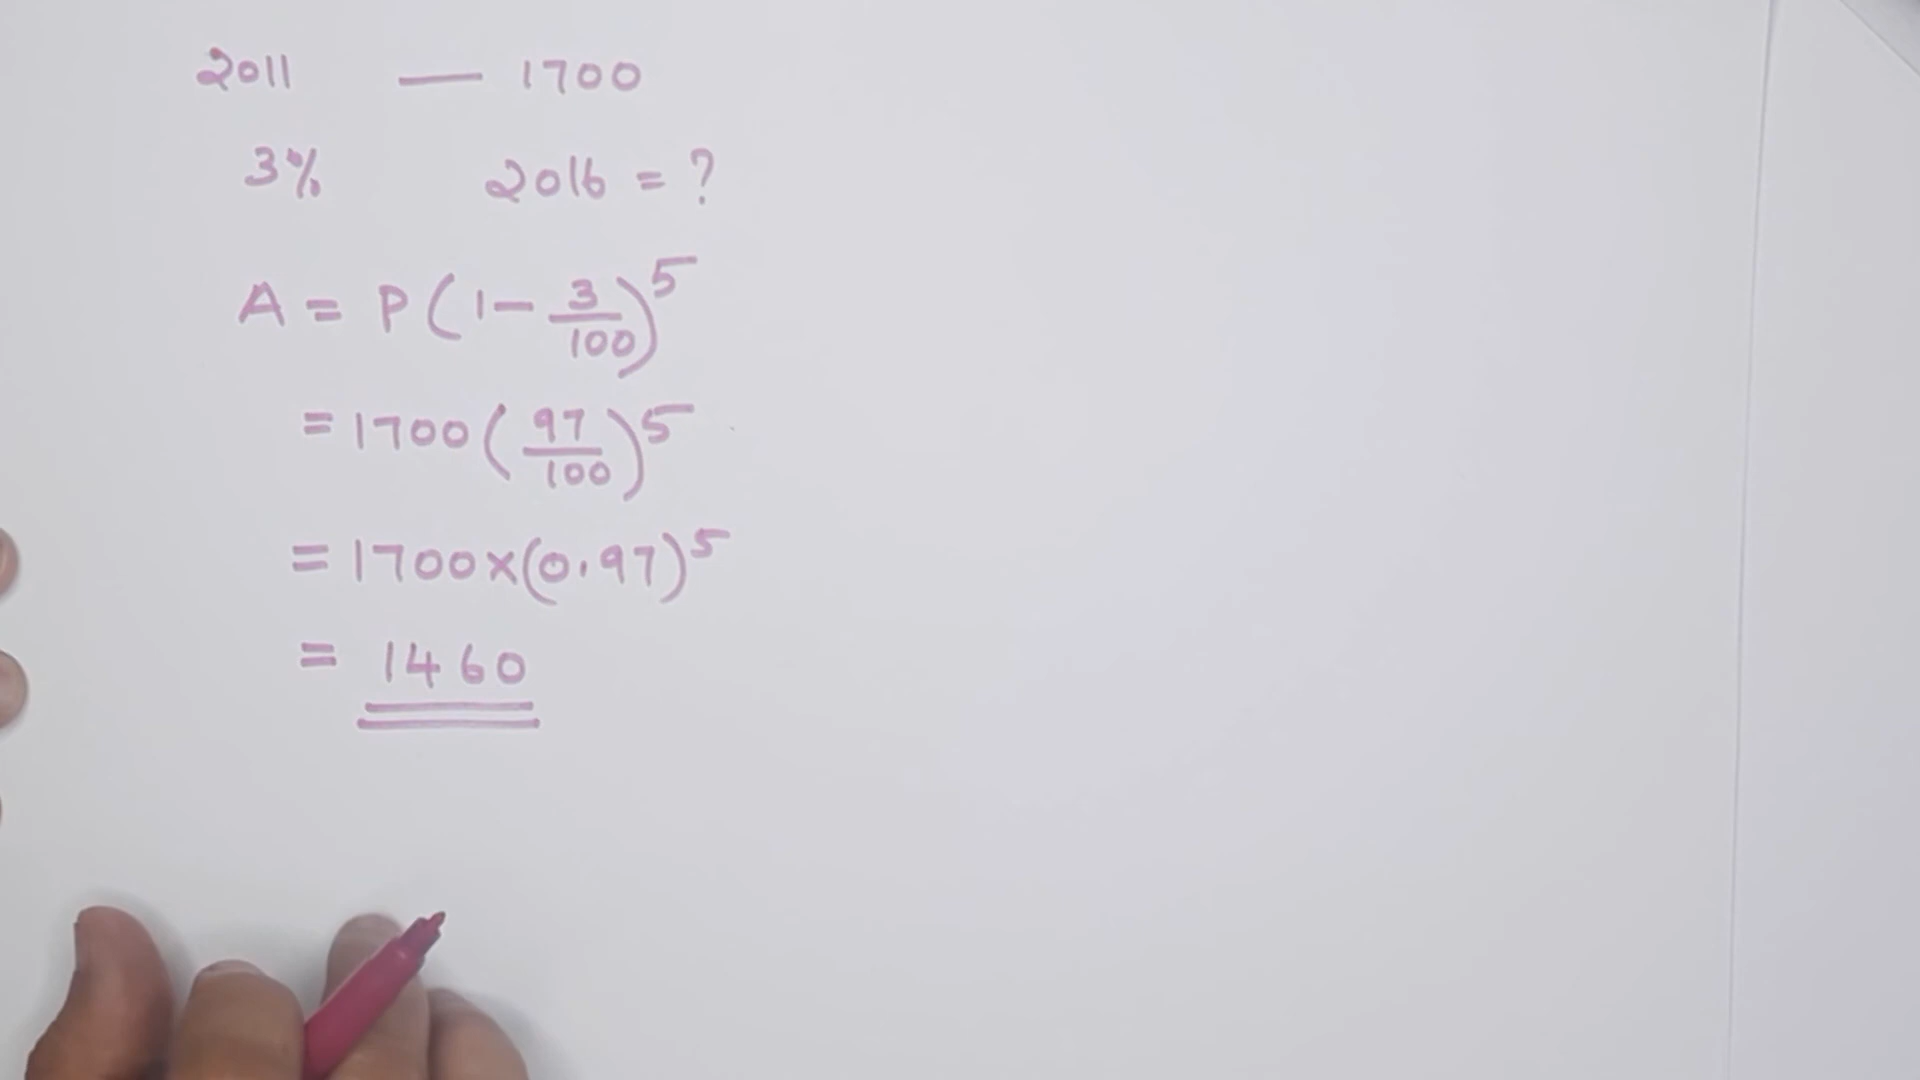 2011 — 1700
3% 2016 = ?
A = P(1 - 3/100)^5
= 1700(97/100)^5
= 1700×(0.97)^5
= 1460